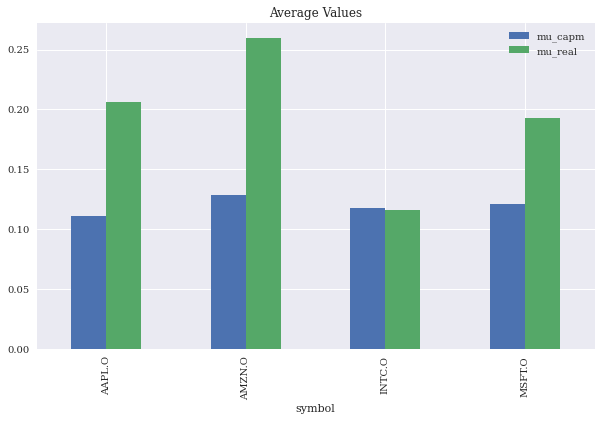 Average Values
mu_capm
mu_real
0.25
0.20
0.15
0.10
0.05
0.00
AAPL.O
AMZN.O
INTC.O
MSFT.O
symbol